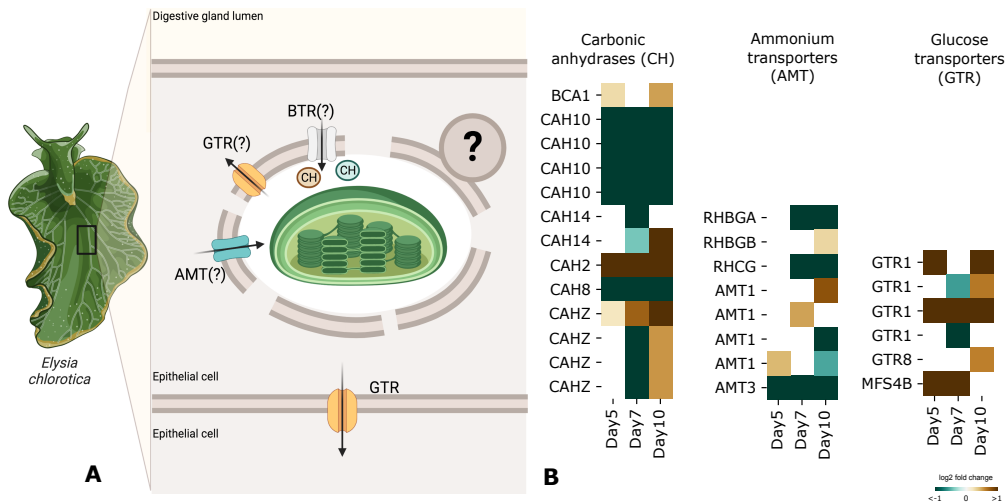 Digestive gland lumen
BTR(?)
GTR(?)
?
CH
CH
AMT(?)
Elysia
chlorotica
Epithelial cell
GTR
Epithelial cell
A
Carbonic
anhydrases (CH)
BCA1
CAH10
CAH10
CAH10
CAH10
CAH14
CAH14
CAH2
CAH8
CAHZ
CAHZ
CAHZ
CAHZ
Day5
Day7
Day10
Ammonium
transporters
(AMT)
RHBGA
RHBGB
RHCG
AMT1
AMT1
AMT1
AMT1
AMT3
Day5
Day7
Day10
Glucose
transporters
(GTR)
GTR1
GTR1
GTR1
GTR1
GTR8
MFS4B
Day5
Day7
Day10
B
log2 fold change
<-1 0 >1